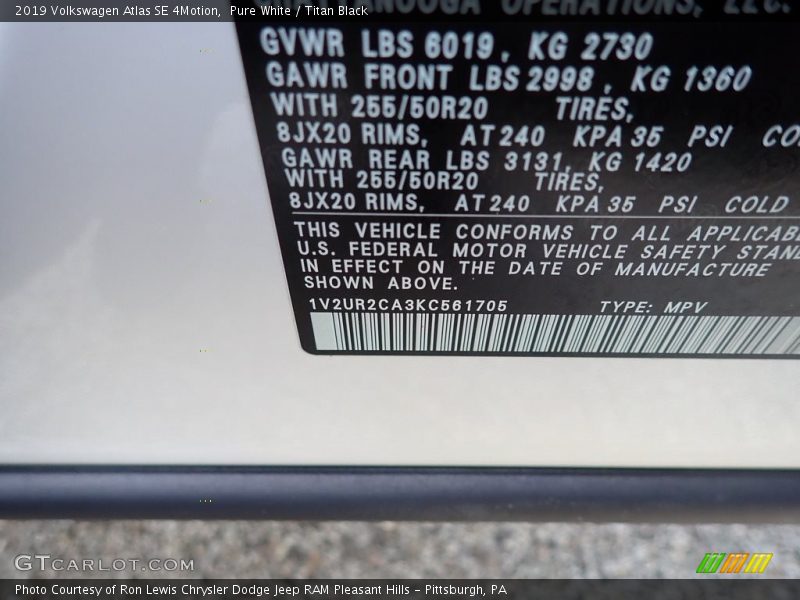 2019 Volkswagen Atlas SE 4Motion, Pure White / Titan Black
OPERATIONS, LLC.
GVWR LBS 6019, KG 2730
GAWR FRONT LBS 2998, KG 1360
WITH 255/50R20 TIRES,
8JX20 RIMS, AT 240 KPA 35 PSI
GAWR REAR LBS 3131, KG 1420
WITH 255/50R20 TIRES,
8JX20 RIMS, AT 240 KPA 35 PSI COLD
THIS VEHICLE CONFORMS TO ALL
U.S. FEDERAL MOTOR VEHICLE SAFETY
IN EFFECT ON THE DATE OF MANUFACTURE
SHOWN ABOVE.
1V2UR2CA3KC561705 TYPE: MPV
GTCARLOT.COM
Photo Courtesy of Ron Lewis Chrysler Dodge Jeep RAM Pleasant Hills - Pittsburgh, PA